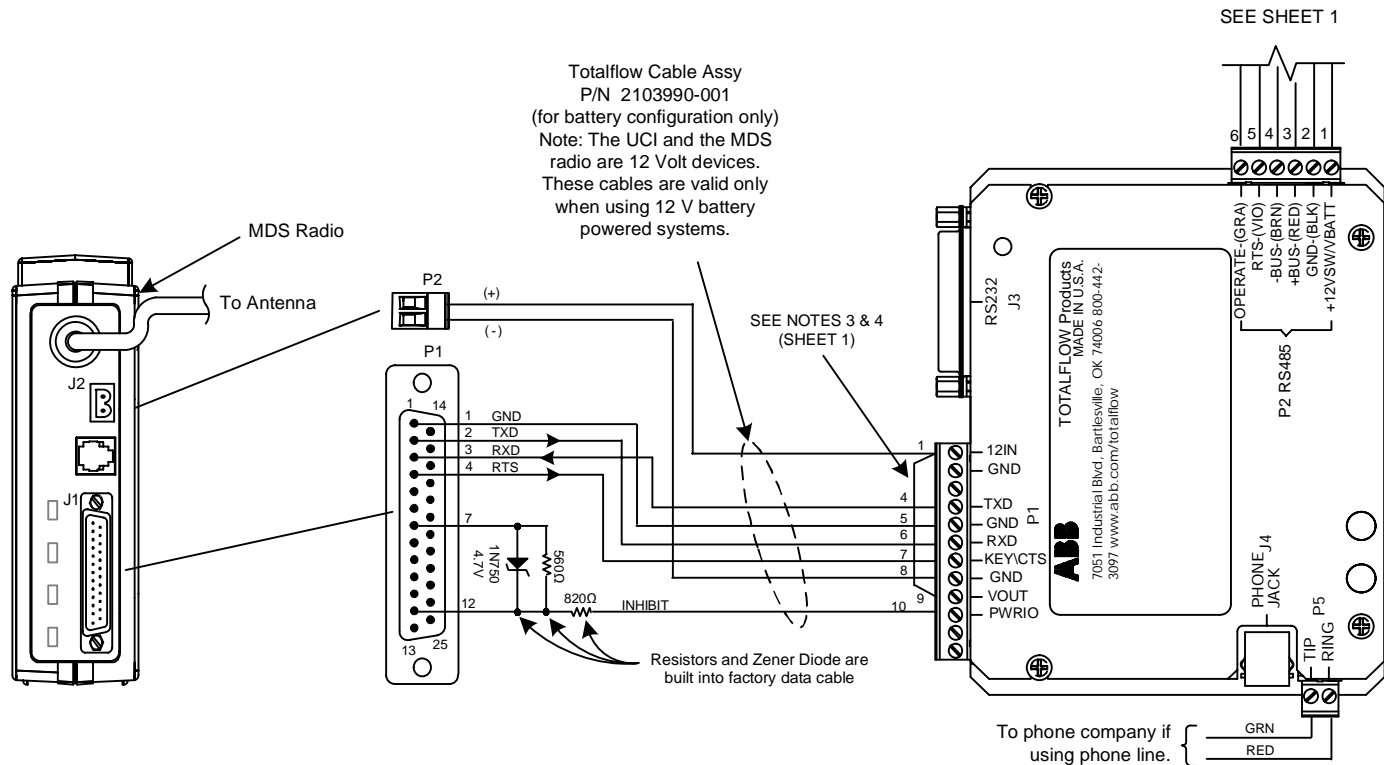 SEE SHEET 1
Totalflow Cable Assy
P/N 2103990-001
(for battery configuration only)
Note: The UCI and the MDS
radio are 12 Volt devices.
These cables are valid only
when using 12 V battery
powered systems.
MDS Radio
To Antenna
J2
J1
P2
(+)
(-)
P1
1
14
13
25
1
GND
2
TXD
3
RXD
4
RTS
7
12
1N750
4.7V
560Ω
820Ω
INHIBIT
Resistors and Zener Diode are
built into factory data cable
SEE NOTES 3 & 4
(SHEET 1)
6
5
4
3
2
1
OPERATE-(GRA)
RTS-(VIO)
-BUS-(BRN)
+BUS-(RED)
GND-(BLK)
+12VSW/VBATT
P2 RS485
RS232
J3
TOTALFLOW Products
MADE IN U.S.A.
ABB
7051 Industrial Blvd, Bartlesville, OK 74006 800-442-
3097 www.abb.com/totalflow
1
12IN
GND
4
TXD
5
GND
6
RXD
7
KEY\CTS
8
GND
9
VOUT
10
PWRIO
P1
PHONE
JACK
J4
TIP
RING
P5
To phone company if
using phone line.
GRN
RED